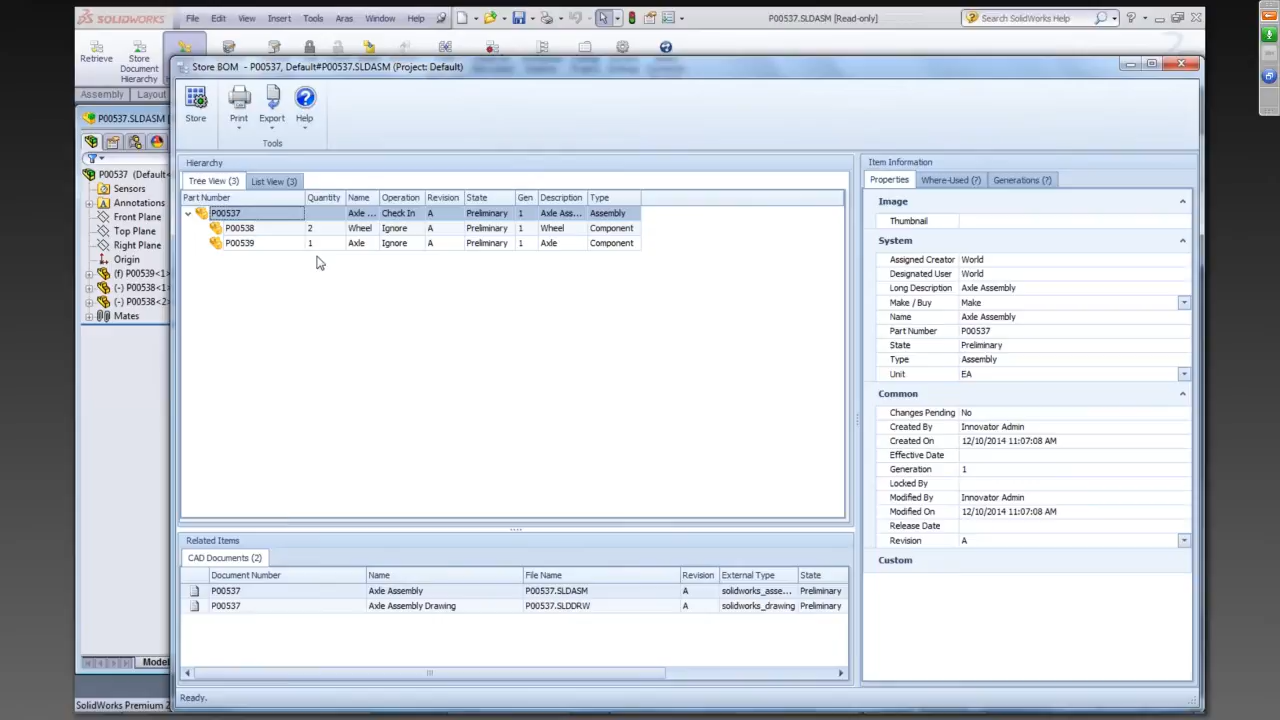 SOLIDWORKS File Edit View Insert Tools Aras Window Help P00537.SLDASM [Read-only] Search SolidWorks Help
Retrieve Store Document Hierarchy
Assembly Layout
Store BOM - P00537, Default#P00537.SLDASM (Project: Default)
Store Print Export Help
Tools
P00537.SLDASM [
P00537 (Default<
Sensors
Annotations
Front Plane
Top Plane
Right Plane
Origin
(f) P00539<1>
(-) P00538<1>
(-) P00538<2>
Mates
Model
SolidWorks Premium 2
Hierarchy
Tree View (3) List View (3)
Part Number Quantity Name Operation Revision State Gen Description Type
P00537 Axle ... Check In A Preliminary 1 Axle Ass... Assembly
P00538 2 Wheel Ignore A Preliminary 1 Wheel Component
P00539 1 Axle Ignore A Preliminary 1 Axle Component
Related Items
CAD Documents (2)
Document Number Name File Name Revision External Type State
P00537 Axle Assembly P00537.SLDASM A solidworks_asse... Preliminary
P00537 Axle Assembly Drawing P00537.SLDDRW A solidworks_drawing Preliminary
Ready.
Item Information
Properties Where-Used (?) Generations (?)
Image
Thumbnail
System
Assigned Creator World
Designated User World
Long Description Axle Assembly
Make / Buy Make
Name Axle Assembly
Part Number P00537
State Preliminary
Type Assembly
Unit EA
Common
Changes Pending No
Created By Innovator Admin
Created On 12/10/2014 11:07:08 AM
Effective Date
Generation 1
Locked By
Modified By Innovator Admin
Modified On 12/10/2014 11:07:08 AM
Release Date
Revision A
Custom